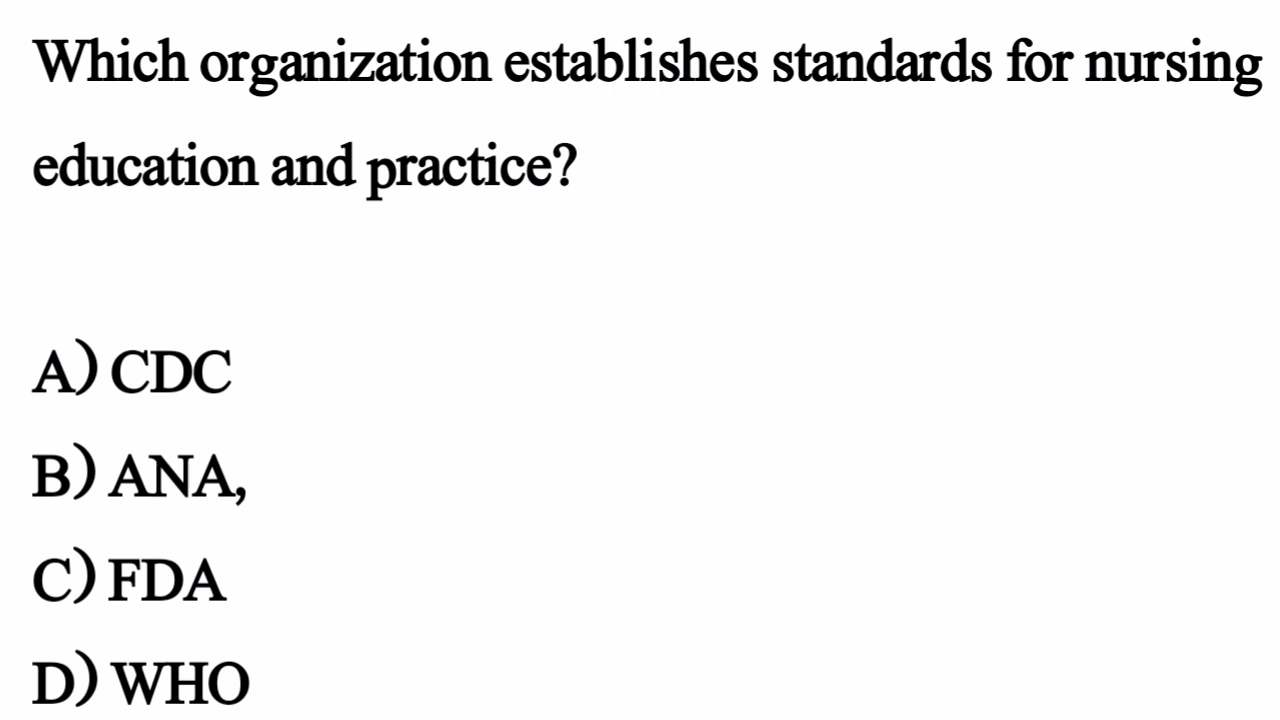 Which organization establishes standards for nursing
education and practice?
A) CDC
B) ANA,
C) FDA
D) WHO